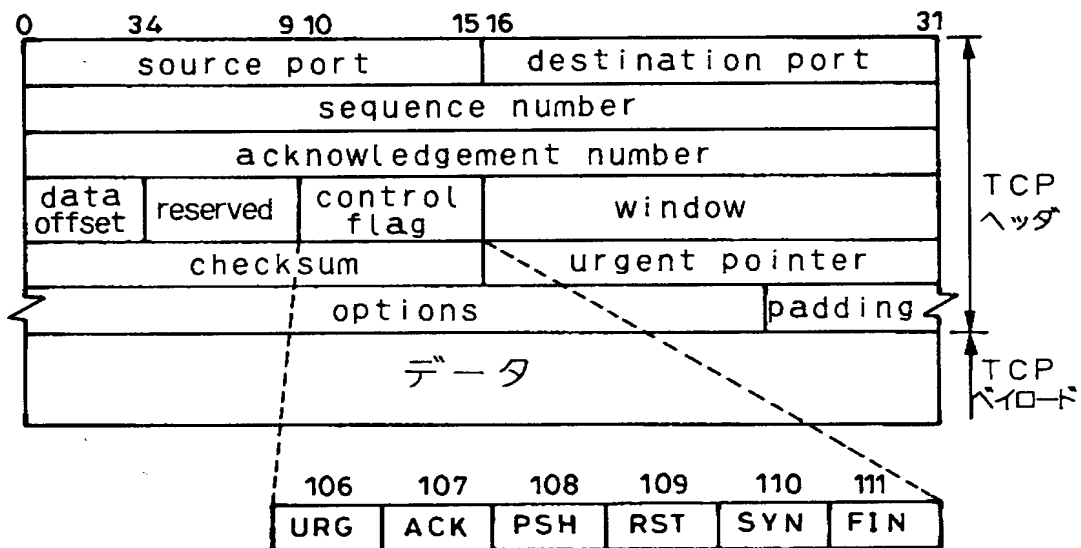 0 34 9 10 15 16 31
source port destination port
sequence number
acknowledgement number
data offset reserved control flag window
TCP
ヘッダ
checksum urgent pointer
options padding
データ
TCP
ペイロード
106 107 108 109 110 111
URG ACK PSH RST SYN FIN